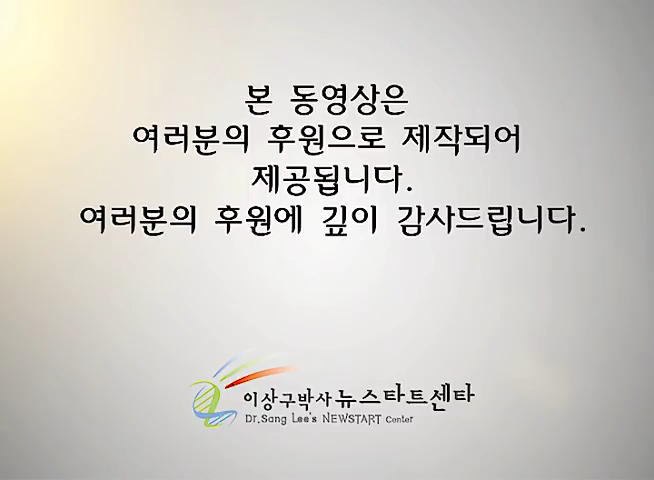 본 동영상은
여러분의 후원으로 제작되어
제공됩니다.
여러분의 후원에 깊이 감사드립니다.
이상구박사 뉴스타트센타
Dr.Sang Lee's NEWSTART Center